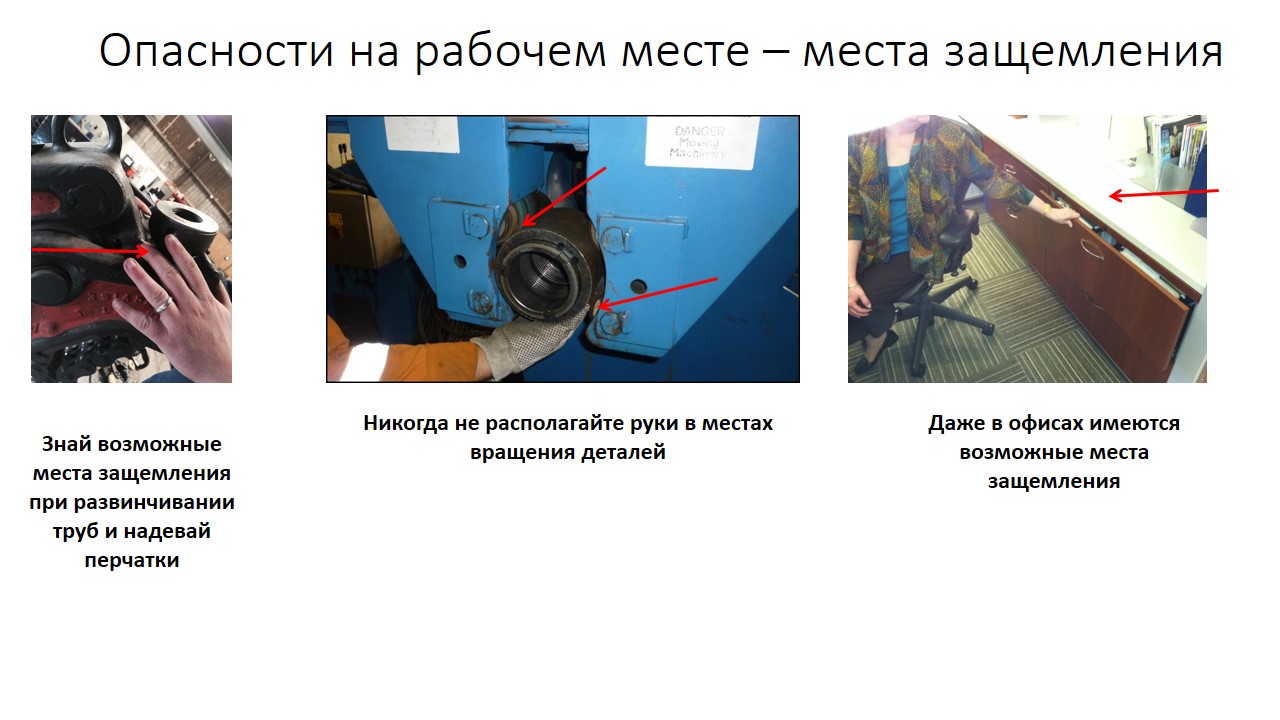 Опасности на рабочем месте – места защемления
DANGER
Moving
Machinery
Знай возможные
места защемления
при развинчивании
труб и надевай
перчатки
Никогда не располагайте руки в местах
вращения деталей
Даже в офисах имеются
возможные места
защемления